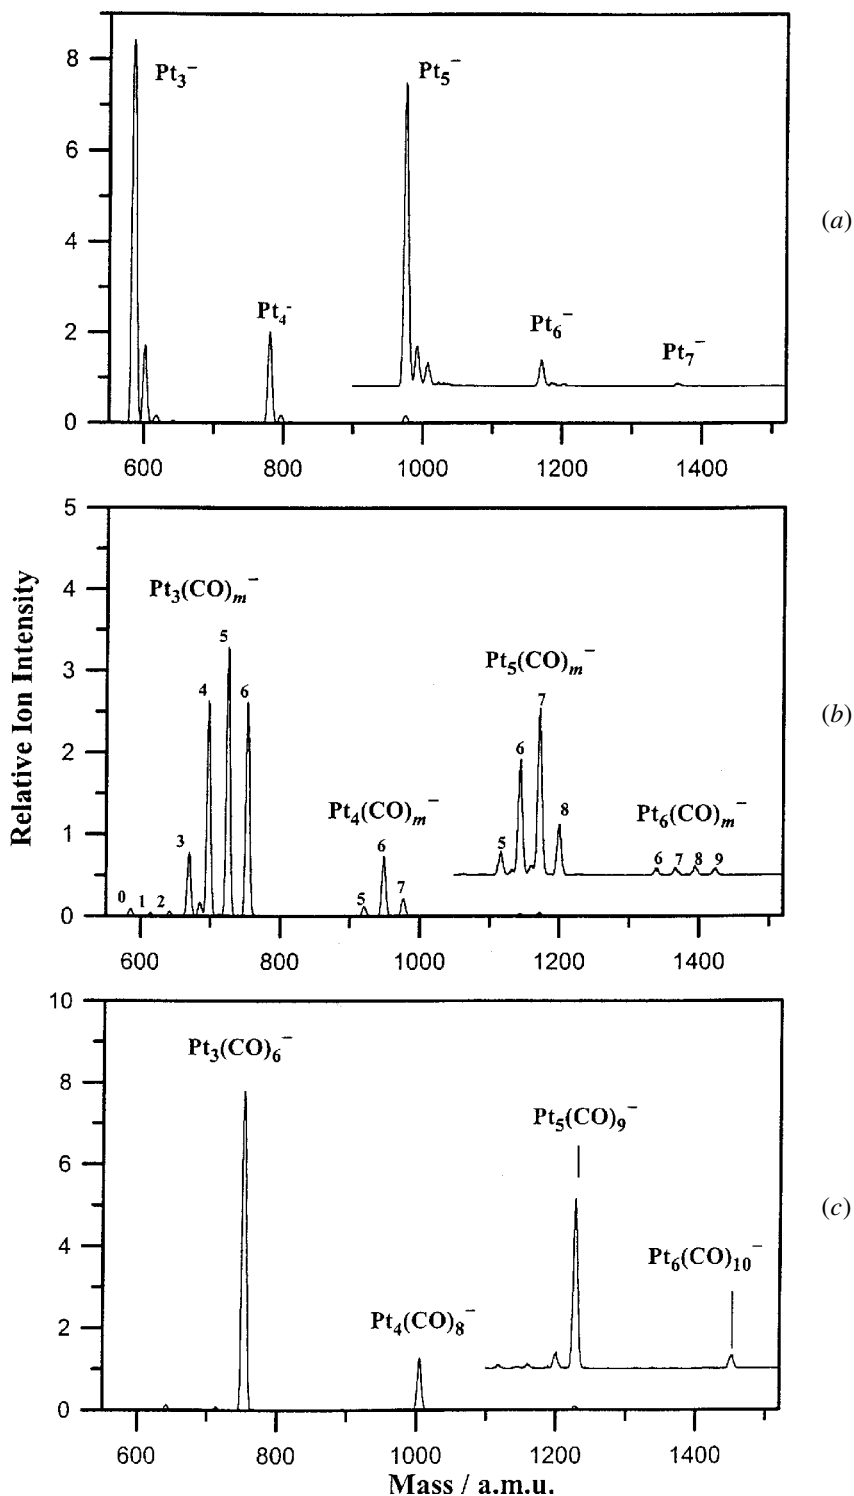 8
6
4
2
0
Pt₃⁻
Pt₄⁻
Pt₅⁻
Pt₆⁻
Pt₇⁻
(a)
600 800 1000 1200 1400
5
4
3
2
1
0
Pt₃(CO)ₘ⁻
0 1 2 3 4 5 6
Pt₄(CO)ₘ⁻
5 6 7
Pt₅(CO)ₘ⁻
5 6 7 8
Pt₆(CO)ₘ⁻
6 7 8 9
(b)
600 800 1000 1200 1400
Relative Ion Intensity
10
8
6
4
2
0
Pt₃(CO)₆⁻
Pt₄(CO)₈⁻
Pt₅(CO)₉⁻
Pt₆(CO)₁₀⁻
(c)
600 800 1000 1200 1400
Mass / a.m.u.